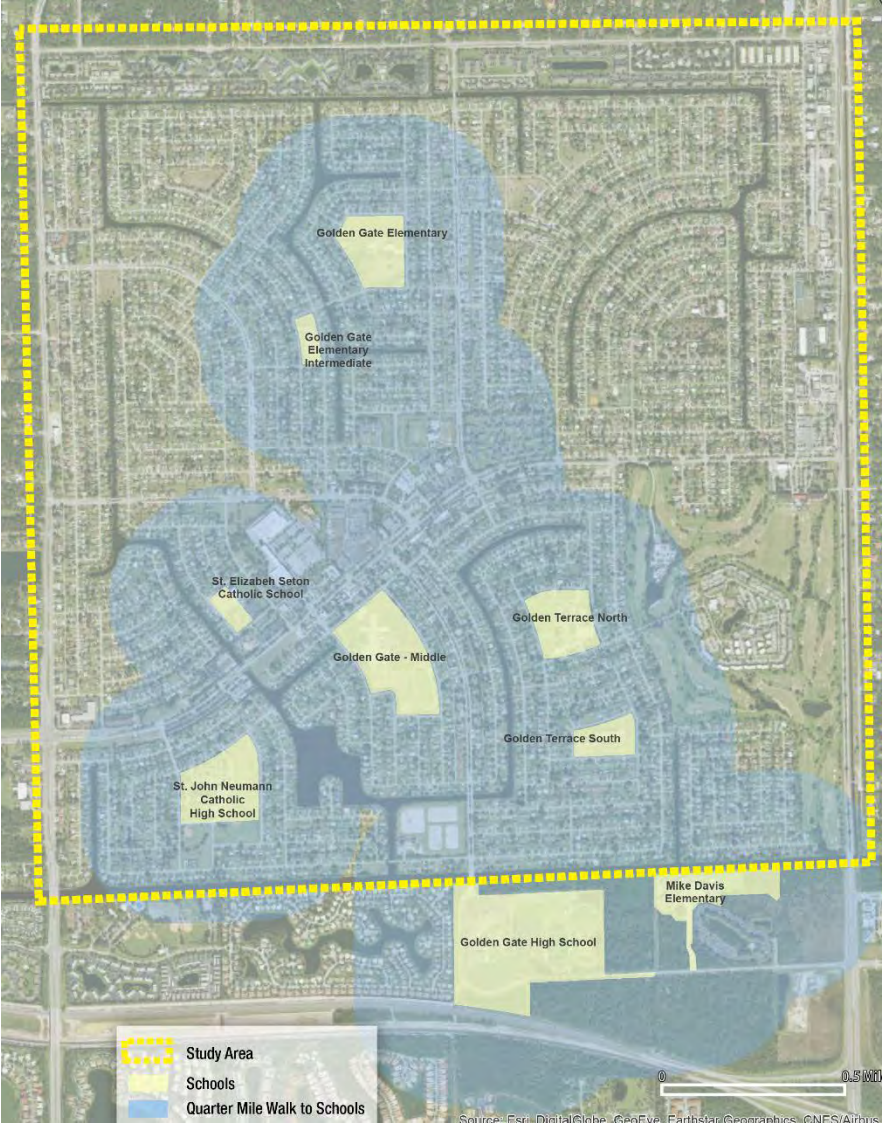 Golden Gate Elementary
Golden Gate
Elementary
Intermediate
St. Elizabeh Seton
Catholic School
Golden Terrace North
Golden Gate - Middle
Golden Terrace South
St. John Neumann
Catholic
High School
Mike Davis
Elementary
Golden Gate High School
Study Area
Schools
Quarter Mile Walk to Schools
0 0.5 Mil
Source: Esri, DigitalGlobe, GeoEye, Earthstar Geographics, CNES/Airbus